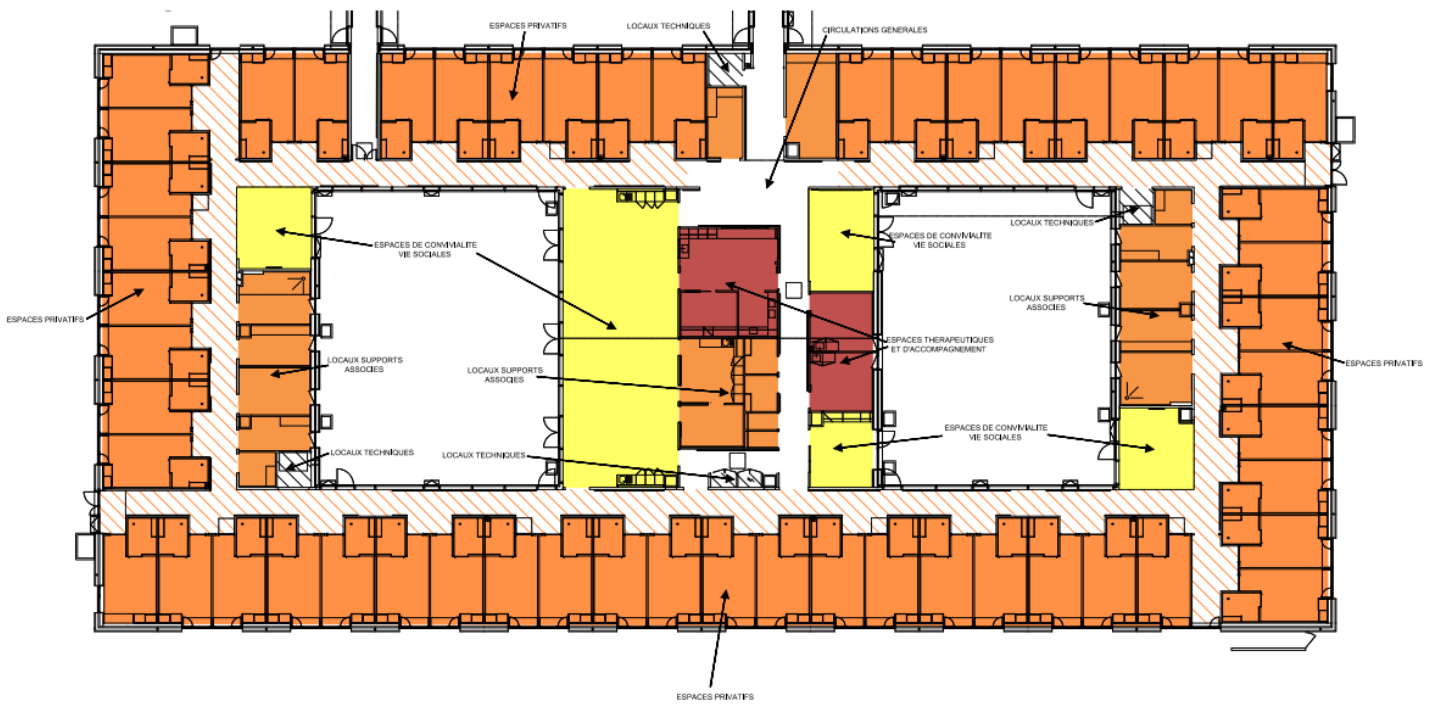 ESPACES PRIVATIFS
LOCAUX TECHNIQUES
CIRCULATIONS GENERALES
LOCAUX TECHNIQUES
ESPACES DE CONVIVIALITE
VIE SOCIALES
ESPACES DE CONVIVIALITE
VIE SOCIALES
LOCAUX SUPPORTS
ASSOCIES
ESPACES PRIVATIFS
ESPACES THERAPEUTIQUES
ET D'ACCOMPAGNEMENT
LOCAUX SUPPORTS
ASSOCIES
LOCAUX SUPPORTS
ASSOCIES
ESPACES PRIVATIFS
ESPACES DE CONVIVIALITE
VIE SOCIALES
LOCAUX TECHNIQUES
LOCAUX TECHNIQUES
ESPACES PRIVATIFS